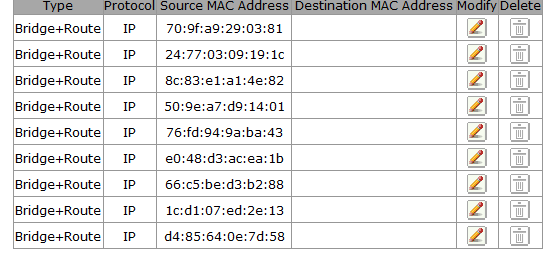 Type Protocol Source MAC Address Destination MAC Address Modify Delete
Bridge+Route IP 70:9f:a9:29:03:81
Bridge+Route IP 24:77:03:09:19:1c
Bridge+Route IP 8c:83:e1:a1:4e:82
Bridge+Route IP 50:9e:a7:d9:14:01
Bridge+Route IP 76:fd:94:9a:ba:43
Bridge+Route IP e0:48:d3:ac:ea:1b
Bridge+Route IP 66:c5:be:d3:b2:88
Bridge+Route IP 1c:d1:07:ed:2e:13
Bridge+Route IP d4:85:64:0e:7d:58